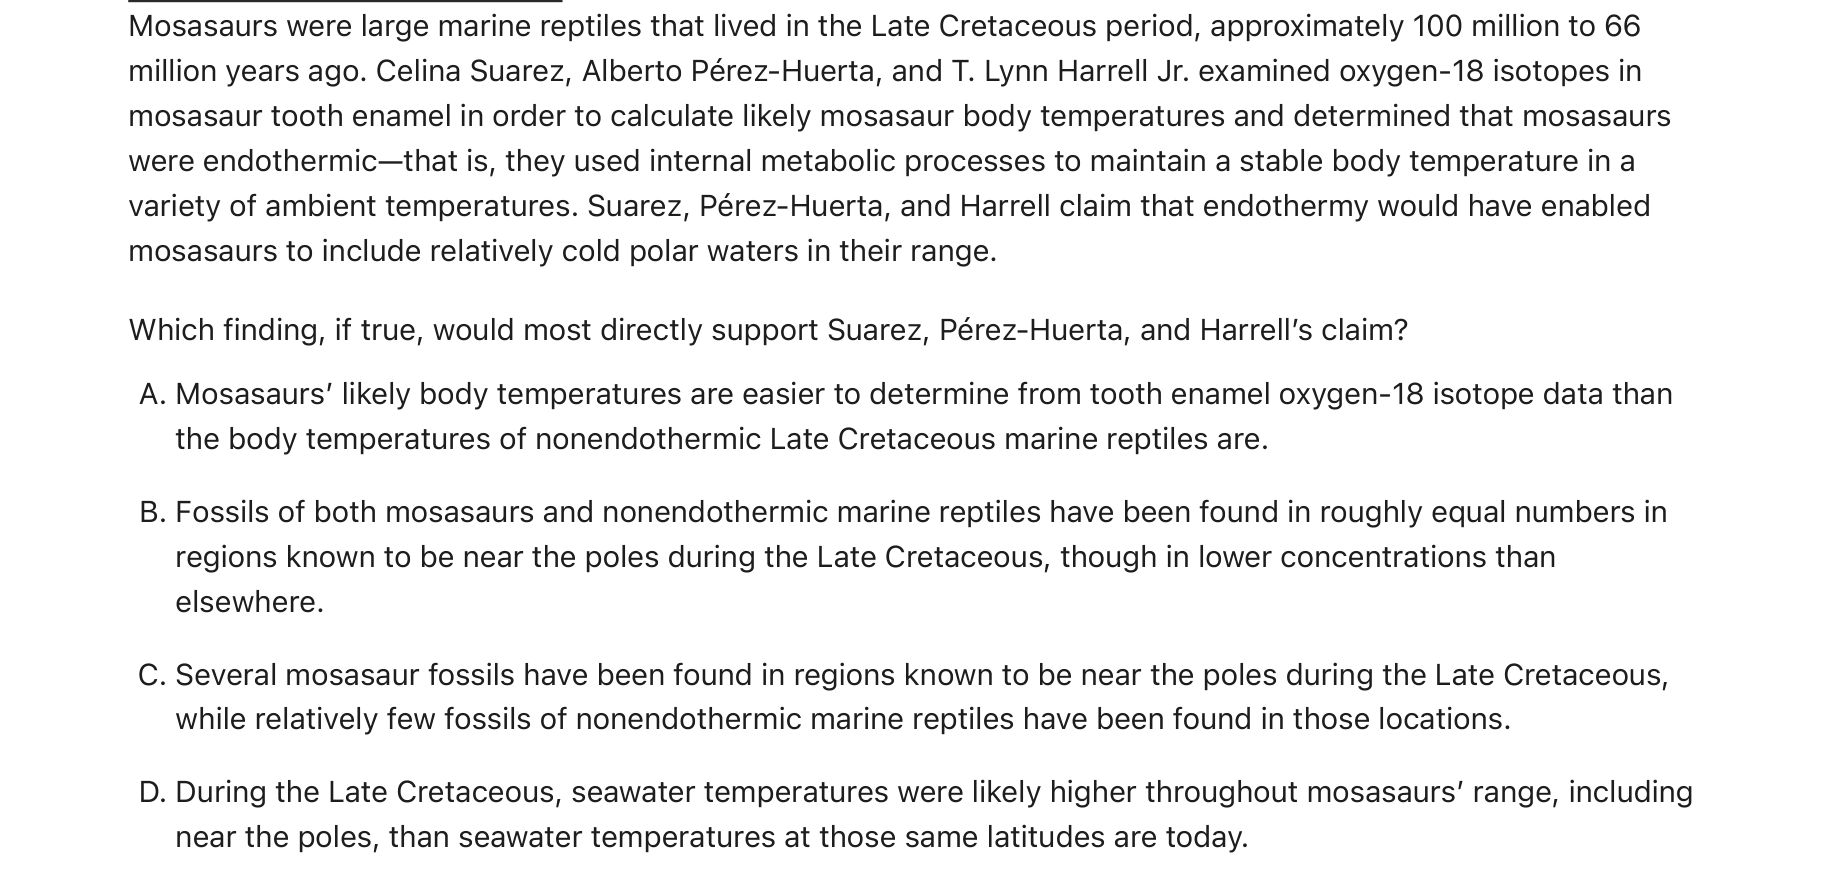 Mosasaurs were large marine reptiles that lived in the Late Cretaceous period, approximately 100 million to 66
million years ago. Celina Suarez, Alberto Pérez-Huerta, and T. Lynn Harrell Jr. examined oxygen-18 isotopes in
mosasaur tooth enamel in order to calculate likely mosasaur body temperatures and determined that mosasaurs
were endothermic—that is, they used internal metabolic processes to maintain a stable body temperature in a
variety of ambient temperatures. Suarez, Pérez-Huerta, and Harrell claim that endothermy would have enabled
mosasaurs to include relatively cold polar waters in their range.
Which finding, if true, would most directly support Suarez, Pérez-Huerta, and Harrell’s claim?
A. Mosasaurs’ likely body temperatures are easier to determine from tooth enamel oxygen-18 isotope data than
the body temperatures of nonendothermic Late Cretaceous marine reptiles are.
B. Fossils of both mosasaurs and nonendothermic marine reptiles have been found in roughly equal numbers in
regions known to be near the poles during the Late Cretaceous, though in lower concentrations than
elsewhere.
C. Several mosasaur fossils have been found in regions known to be near the poles during the Late Cretaceous,
while relatively few fossils of nonendothermic marine reptiles have been found in those locations.
D. During the Late Cretaceous, seawater temperatures were likely higher throughout mosasaurs’ range, including
near the poles, than seawater temperatures at those same latitudes are today.